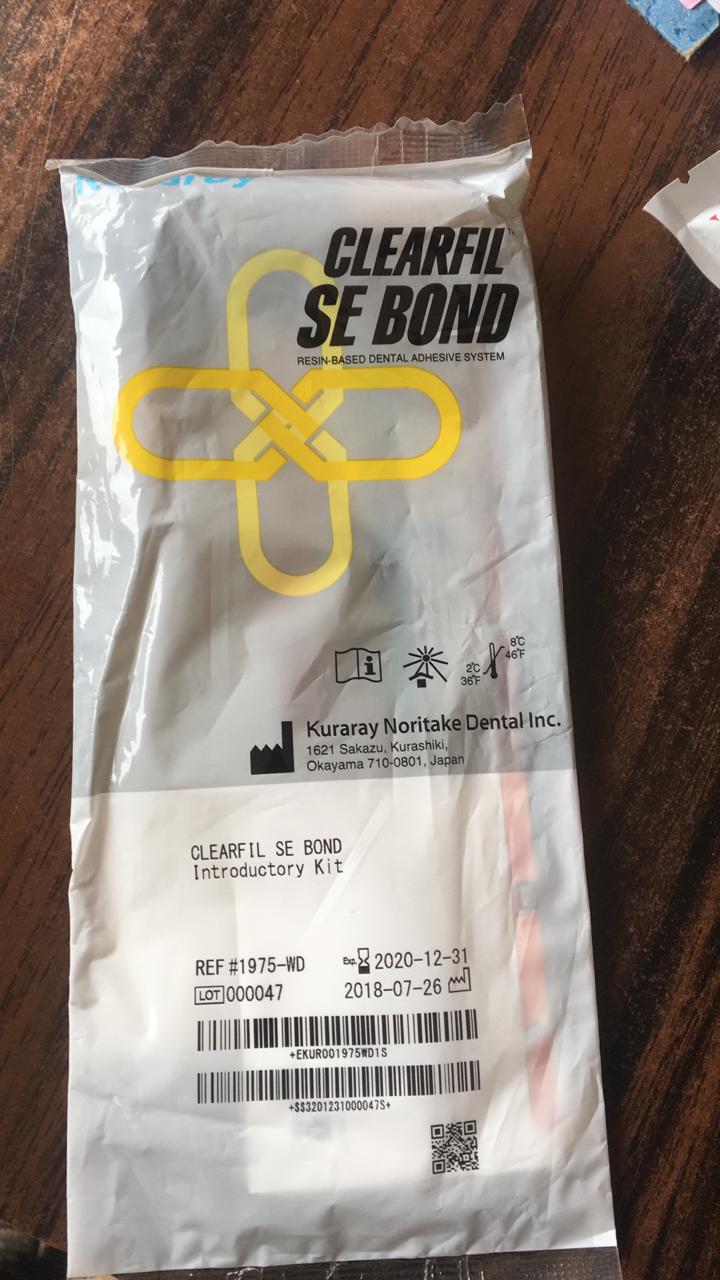 CLEARFIL™
SE BOND
RESIN-BASED DENTAL ADHESIVE SYSTEM
8°C
46°F
2°C
36°F
Kuraray Noritake Dental Inc.
1621 Sakazu, Kurashiki,
Okayama 710-0801, Japan
CLEARFIL SE BOND
Introductory Kit
REF #1975-WD Exp. 2020-12-31
LOT 000047 2018-07-26
+EKUR001975WD1S
+$$3201231000047S+